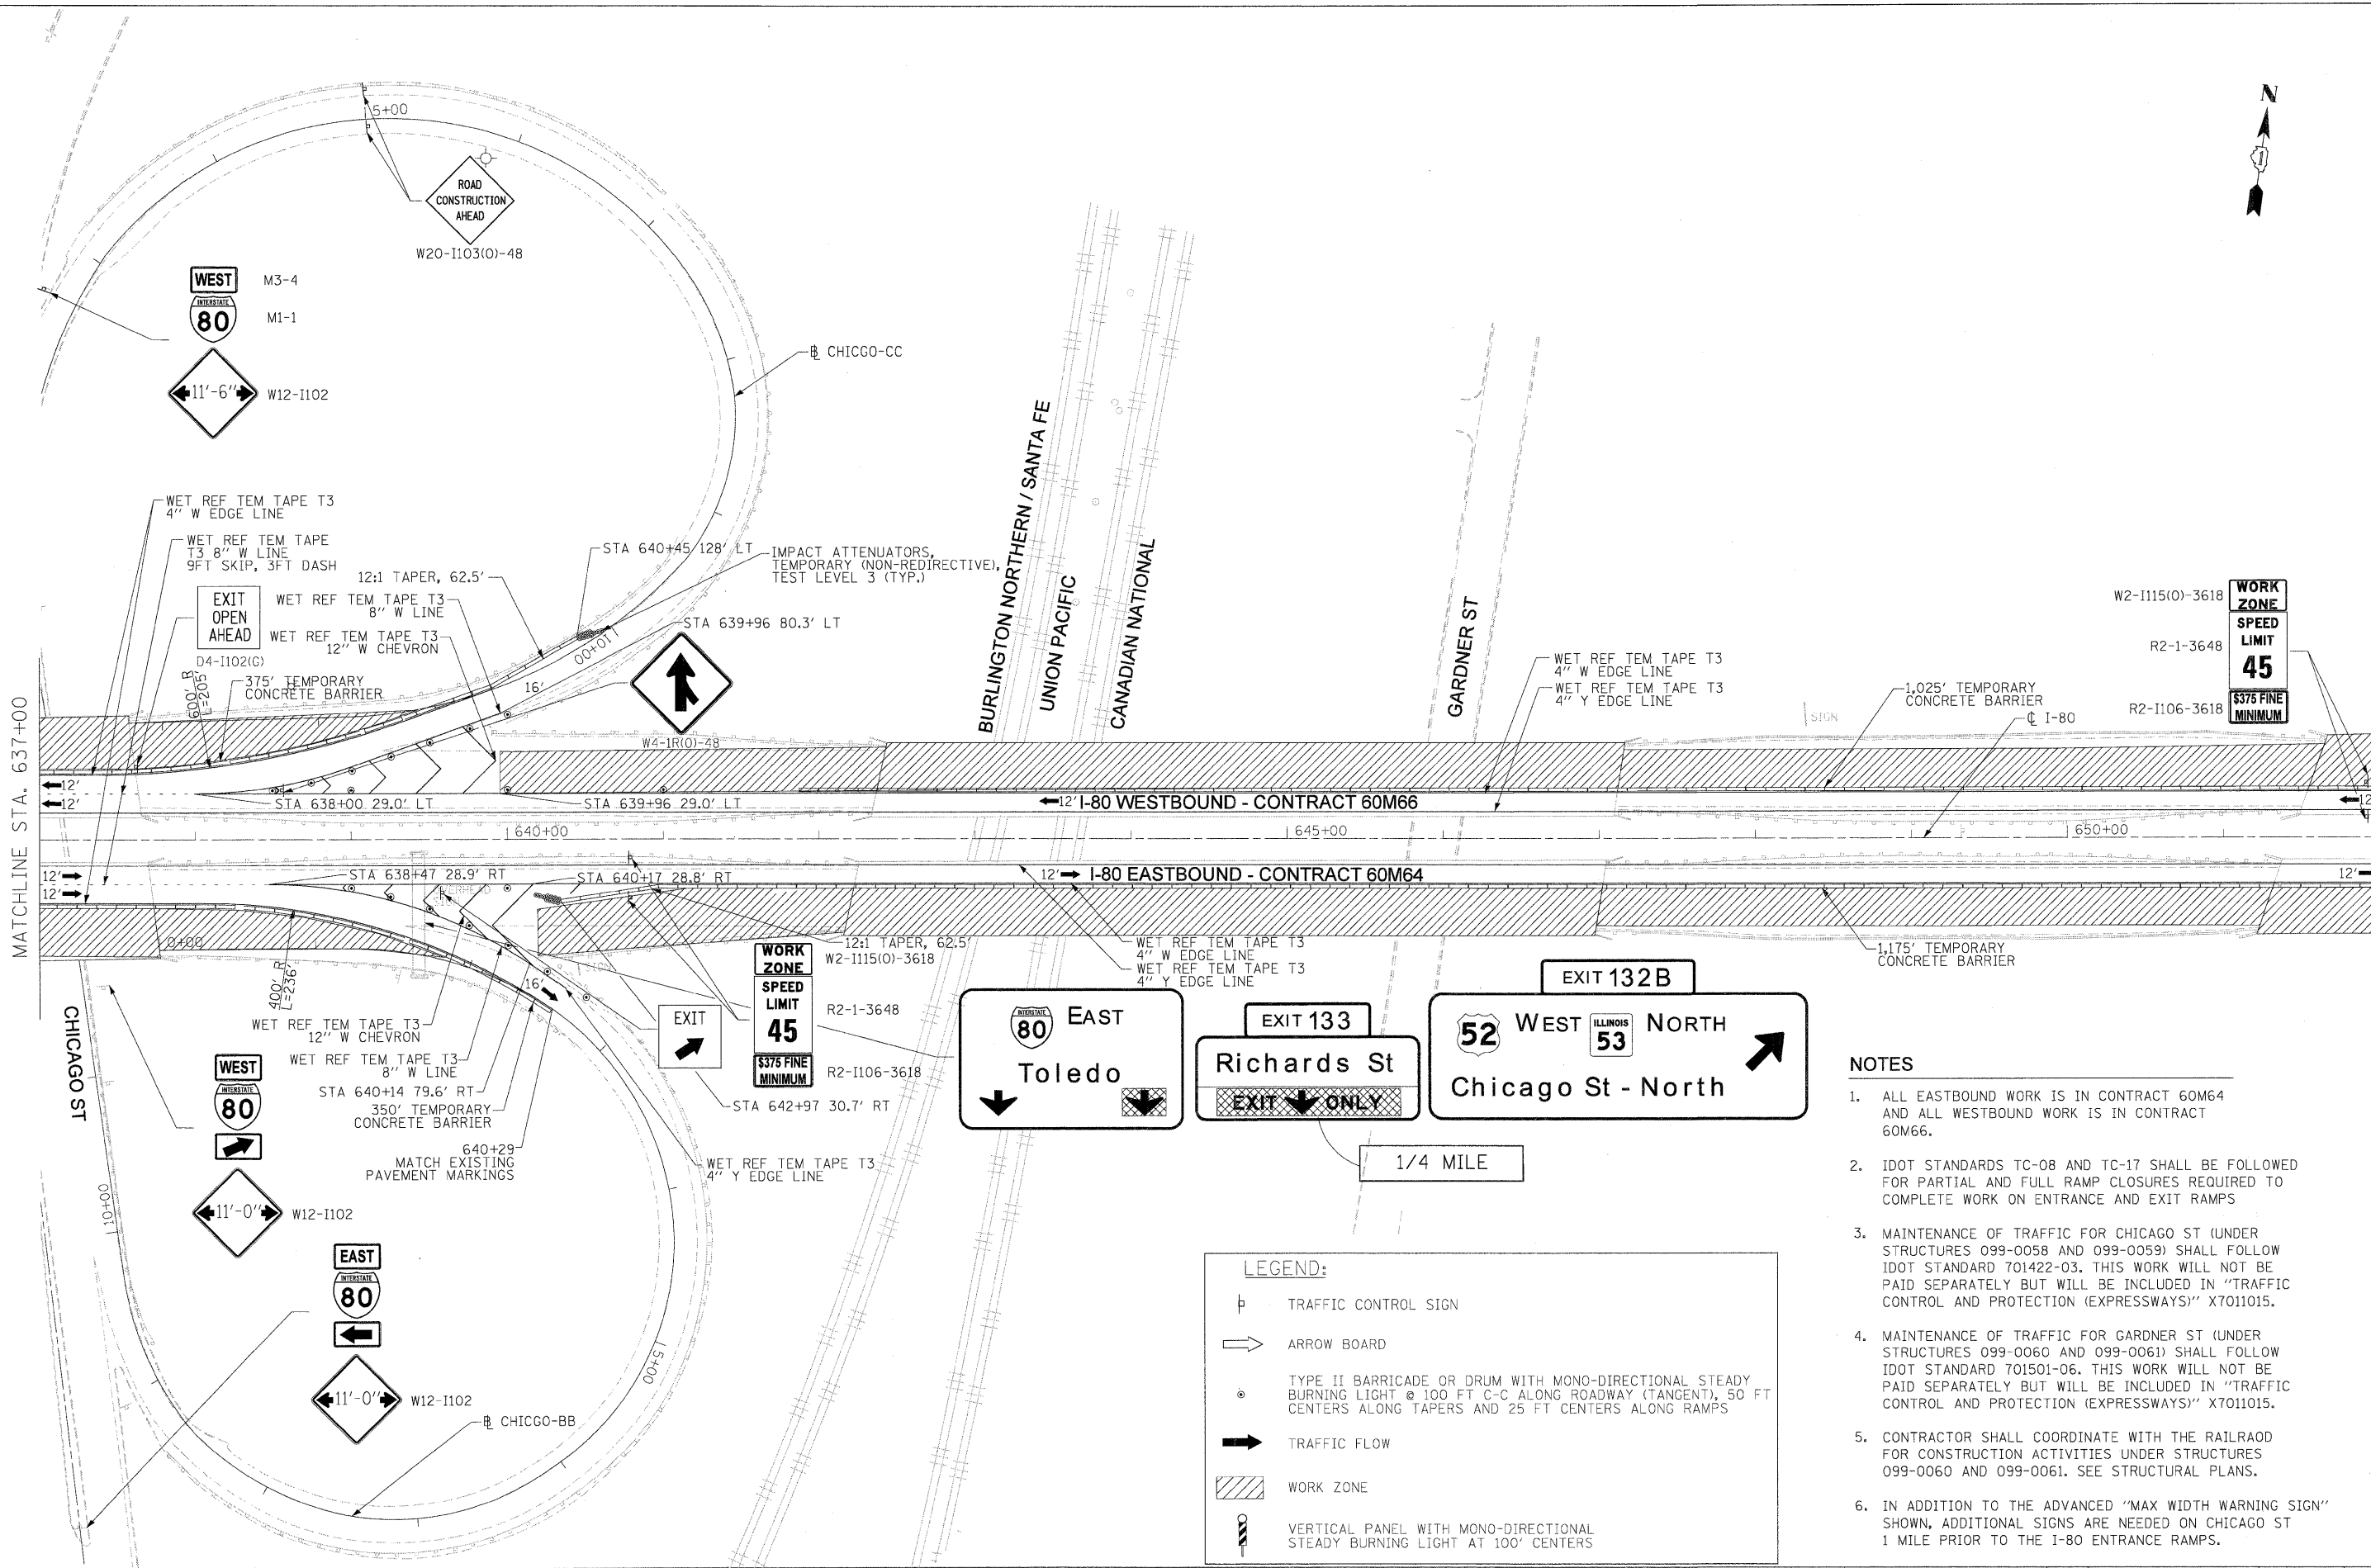 5+00
ROAD
CONSTRUCTION
AHEAD
W20-I103(O)-48
N
1
WEST
M3-4
INTERSTATE
80
M1-1
11'-6"
W12-I102
℄ CHICGO-CC
WET REF TEM TAPE T3
4" W EDGE LINE
WET REF TEM TAPE
T3 8" W LINE
9FT SKIP, 3FT DASH
EXIT
OPEN
AHEAD
D4-I102(G)
12:1 TAPER, 62.5'
WET REF TEM TAPE T3
8" W LINE
WET REF TEM TAPE T3
12" W CHEVRON
STA 640+45 128' LT
IMPACT ATTENUATORS,
TEMPORARY (NON-REDIRECTIVE),
TEST LEVEL 3 (TYP.)
STA 639+96 80.3' LT
10+00
16'
W4-1R(O)-48
600' R
L=205'
375' TEMPORARY
CONCRETE BARRIER
BURLINGTON NORTHERN / SANTA FE
UNION PACIFIC
CANADIAN NATIONAL
GARDNER ST
WET REF TEM TAPE T3
4" W EDGE LINE
WET REF TEM TAPE T3
4" Y EDGE LINE
1,025' TEMPORARY
CONCRETE BARRIER
SIGN
℄ I-80
W2-I115(O)-3618
WORK
ZONE
R2-1-3648
SPEED
LIMIT
45
R2-I106-3618
$375 FINE
MINIMUM
MATCHLINE STA. 637+00
12'
12'
STA 638+00 29.0' LT
STA 639+96 29.0' LT
12'
I-80 WESTBOUND - CONTRACT 60M66
12
640+00
645+00
650+00
12'
12'
STA 638+47 28.9' RT
OVERHEAD
SIGN
STA 640+17 28.8' RT
12'
I-80 EASTBOUND - CONTRACT 60M64
12'
0+00
400' R
L=236'
16'
12:1 TAPER, 62.5'
WET REF TEM TAPE T3
4" W EDGE LINE
WET REF TEM TAPE T3
4" Y EDGE LINE
1,175' TEMPORARY
CONCRETE BARRIER
CHICAGO ST
WET REF TEM TAPE T3
12" W CHEVRON
WET REF TEM TAPE T3
8" W LINE
STA 640+14 79.6' RT
350' TEMPORARY
CONCRETE BARRIER
640+29
MATCH EXISTING
PAVEMENT MARKINGS
EXIT
WORK
ZONE
W2-I115(O)-3618
SPEED
LIMIT
45
R2-1-3648
$375 FINE
MINIMUM
R2-I106-3618
STA 642+97 30.7' RT
WET REF TEM TAPE T3
4" Y EDGE LINE
INTERSTATE
80
EAST
Toledo
EXIT 133
Richards St
EXIT ONLY
1/4 MILE
EXIT 132B
52 WEST ILLINOIS 53 NORTH
Chicago St - North
WEST
INTERSTATE
80
11'-0"
W12-I102
EAST
INTERSTATE
80
11'-0"
W12-I102
10+00
5+00
℄ CHICGO-BB
LEGEND:
TRAFFIC CONTROL SIGN
ARROW BOARD
TYPE II BARRICADE OR DRUM WITH MONO-DIRECTIONAL STEADY
BURNING LIGHT @ 100 FT C-C ALONG ROADWAY (TANGENT), 50 FT
CENTERS ALONG TAPERS AND 25 FT CENTERS ALONG RAMPS
TRAFFIC FLOW
WORK ZONE
VERTICAL PANEL WITH MONO-DIRECTIONAL
STEADY BURNING LIGHT AT 100' CENTERS
NOTES
1. ALL EASTBOUND WORK IS IN CONTRACT 60M64
AND ALL WESTBOUND WORK IS IN CONTRACT
60M66.
2. IDOT STANDARDS TC-08 AND TC-17 SHALL BE FOLLOWED
FOR PARTIAL AND FULL RAMP CLOSURES REQUIRED TO
COMPLETE WORK ON ENTRANCE AND EXIT RAMPS
3. MAINTENANCE OF TRAFFIC FOR CHICAGO ST (UNDER
STRUCTURES 099-0058 AND 099-0059) SHALL FOLLOW
IDOT STANDARD 701422-03. THIS WORK WILL NOT BE
PAID SEPARATELY BUT WILL BE INCLUDED IN "TRAFFIC
CONTROL AND PROTECTION (EXPRESSWAYS)" X7011015.
4. MAINTENANCE OF TRAFFIC FOR GARDNER ST (UNDER
STRUCTURES 099-0060 AND 099-0061) SHALL FOLLOW
IDOT STANDARD 701501-06. THIS WORK WILL NOT BE
PAID SEPARATELY BUT WILL BE INCLUDED IN "TRAFFIC
CONTROL AND PROTECTION (EXPRESSWAYS)" X7011015.
5. CONTRACTOR SHALL COORDINATE WITH THE RAILRAOD
FOR CONSTRUCTION ACTIVITIES UNDER STRUCTURES
099-0060 AND 099-0061. SEE STRUCTURAL PLANS.
6. IN ADDITION TO THE ADVANCED "MAX WIDTH WARNING SIGN"
SHOWN, ADDITIONAL SIGNS ARE NEEDED ON CHICAGO ST
1 MILE PRIOR TO THE I-80 ENTRANCE RAMPS.